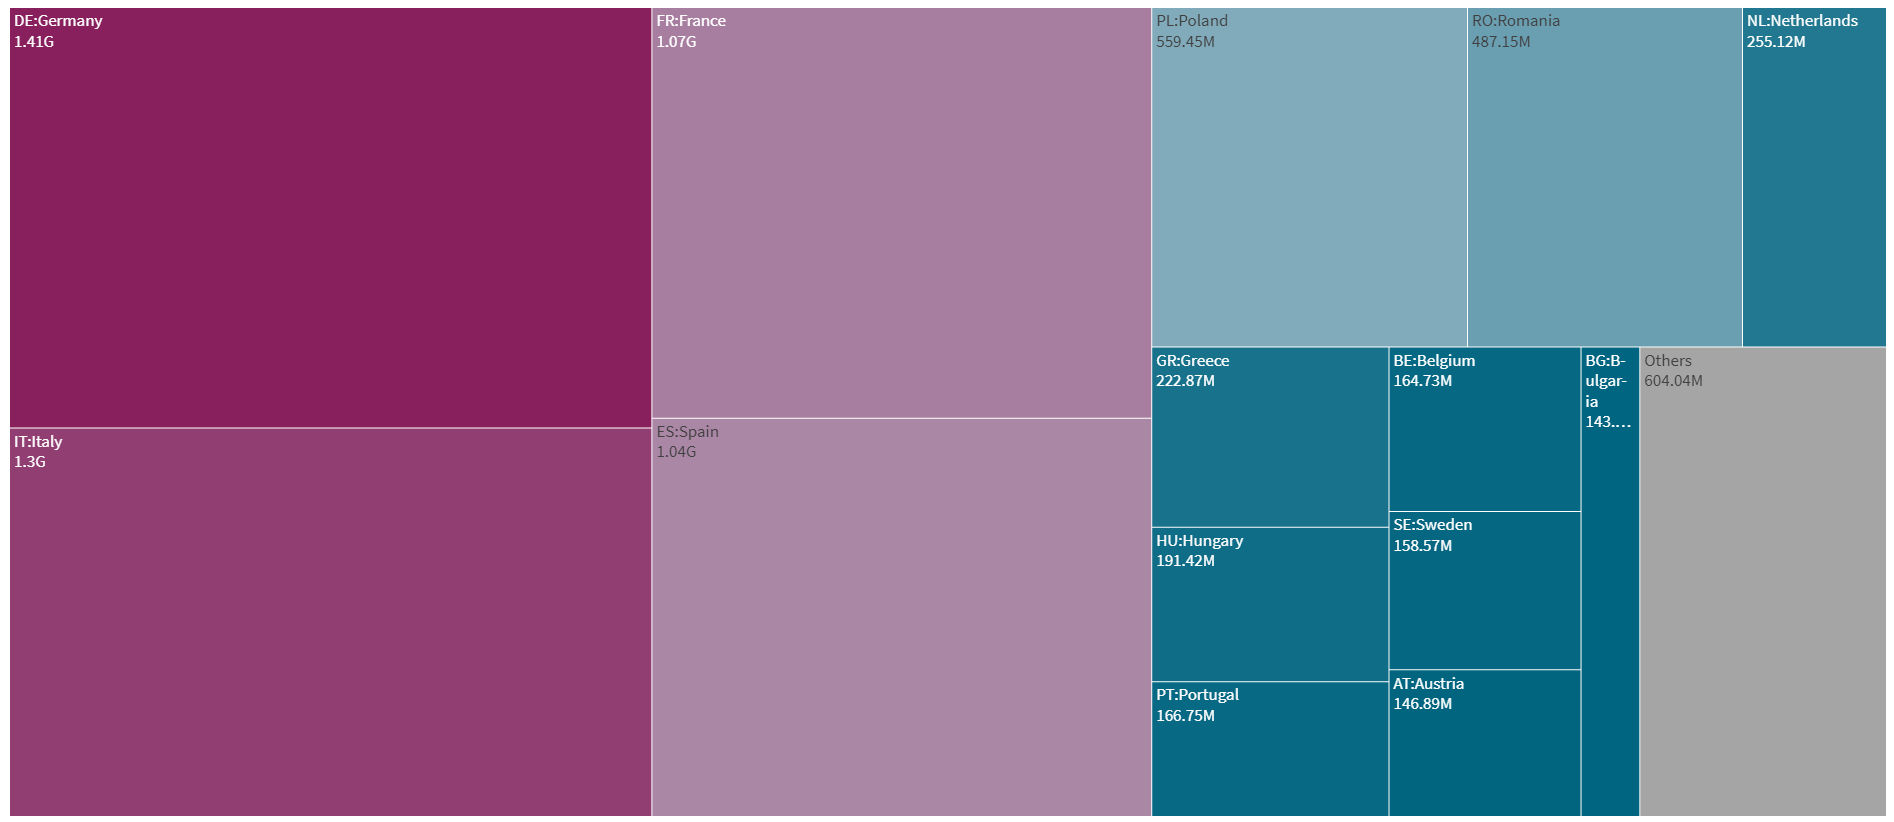 DE:Germany
1.41G
FR:France
1.07G
PL:Poland
559.45M
RO:Romania
487.15M
NL:Netherlands
255.12M
GR:Greece
222.87M
BE:Belgium
164.73M
BG:B-
ulgar-
ia
143....
Others
604.04M
IT:Italy
1.3G
ES:Spain
1.04G
SE:Sweden
158.57M
HU:Hungary
191.42M
AT:Austria
146.89M
PT:Portugal
166.75M